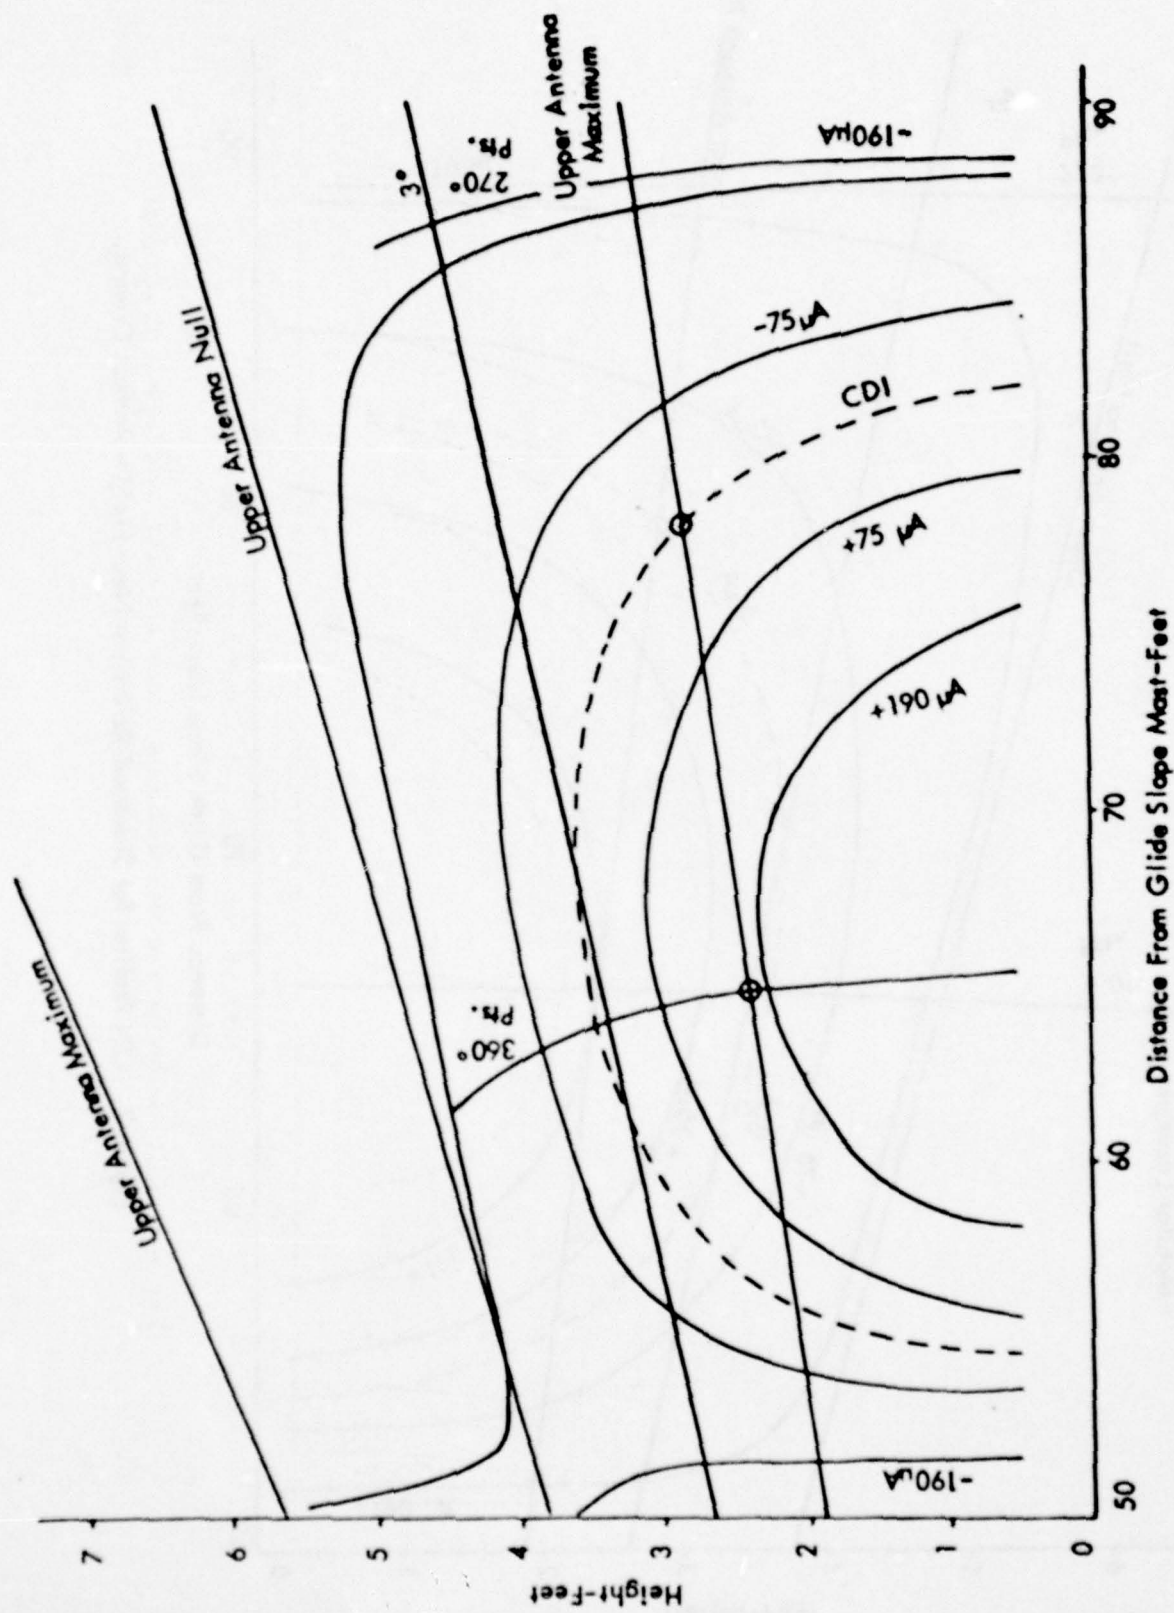 Upper Antenna Maximum
Upper Antenna Null
3°
270°
Pts.
Upper Antenna
Maximum
360°
Pts.
-190µA
-75µA
CDI
+75 µA
+190 µA
-190µA
7
6
5
4
3
2
1
0
Height-Feet
50
60
70
80
90
Distance From Glide Slope Mast-Feet